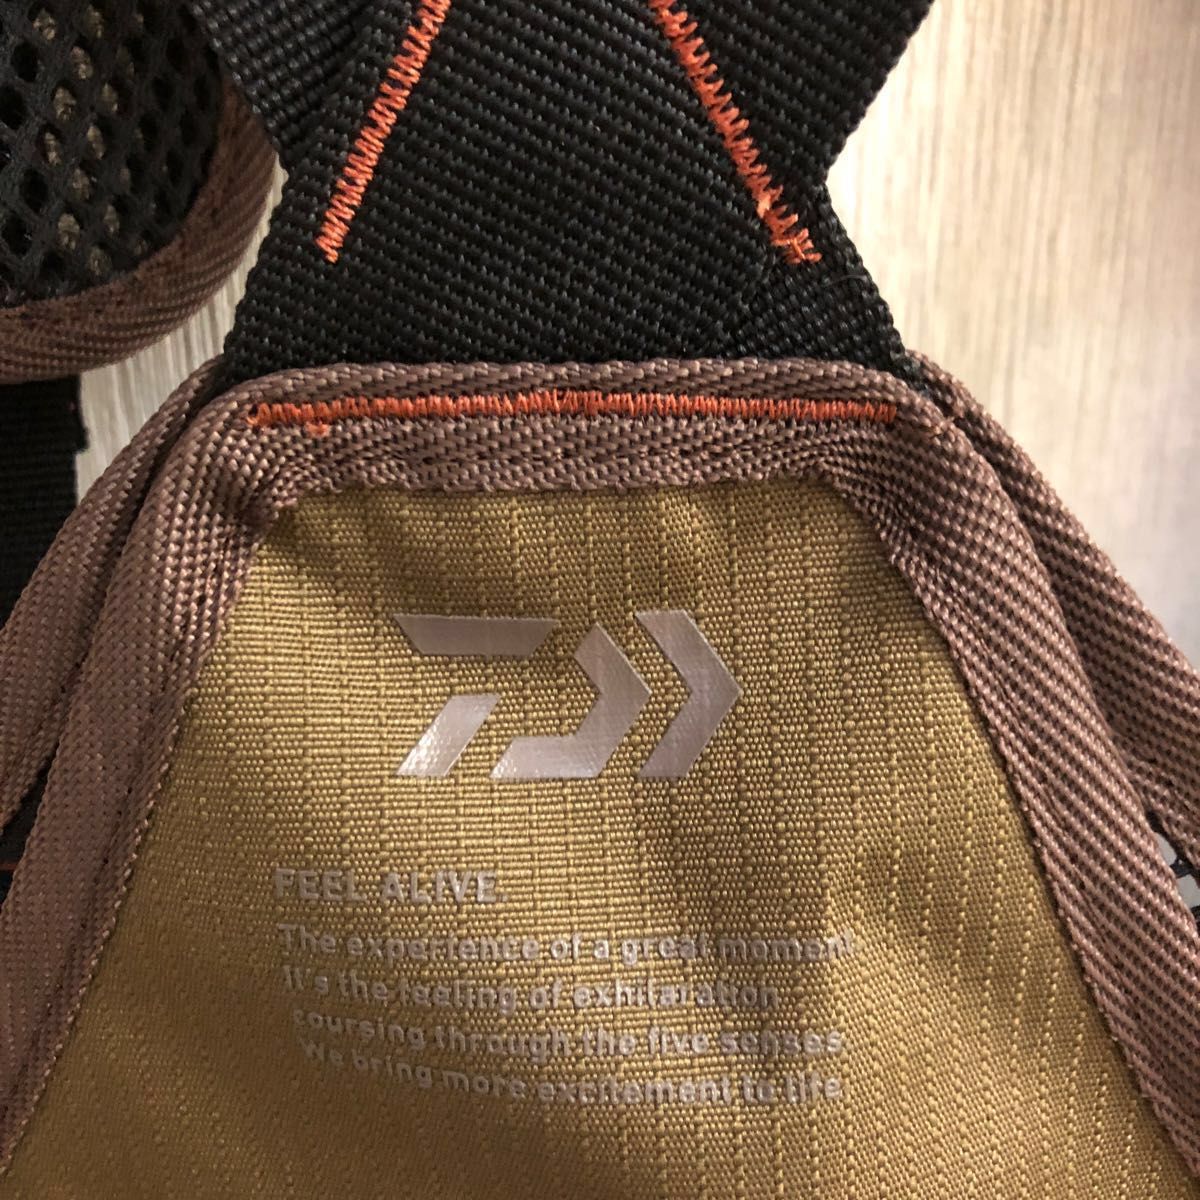 FEEL ALIVE.
The experience of a great moment.
It's the feeling of exhilaration
coursing through the five senses
We bring more excitement to life